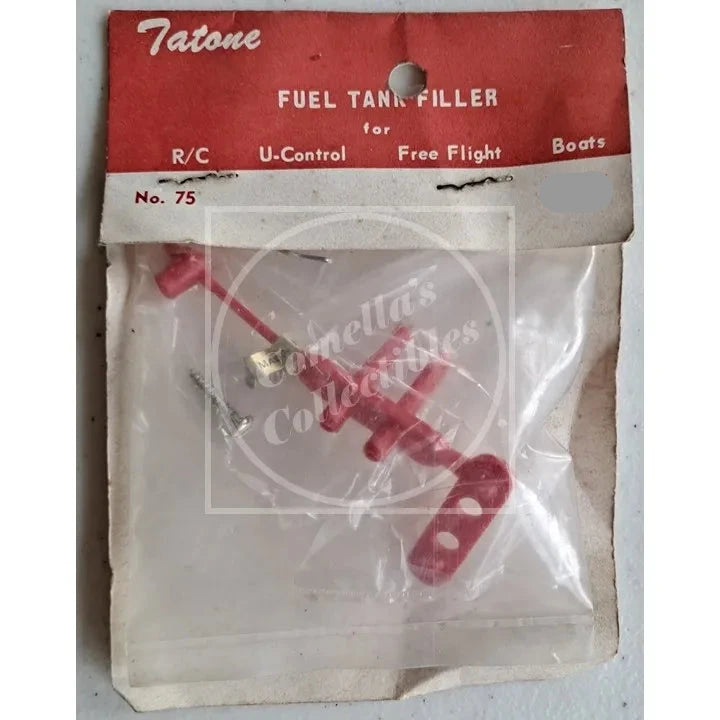 Tatone
FUEL TANK FILLER
for
R/C U-Control Free Flight Boats
No. 75
Comella's
Collectibles